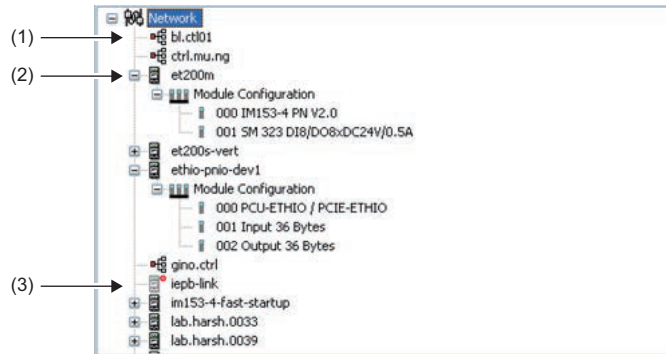 Network
(1) bl.ctl01
ctrl.mu.ng
(2) et200m
Module Configuration
000 IM153-4 PN V2.0
001 SM 323 DI8/DO8xDC24V/0.5A
et200s-vert
ethio-pnio-dev1
Module Configuration
000 PCU-ETHIO / PCIE-ETHIO
001 Input 36 Bytes
002 Output 36 Bytes
gino.ctrl
(3) iepb-link
im153-4-fast-startup
lab.harsh.0033
lab.harsh.0039